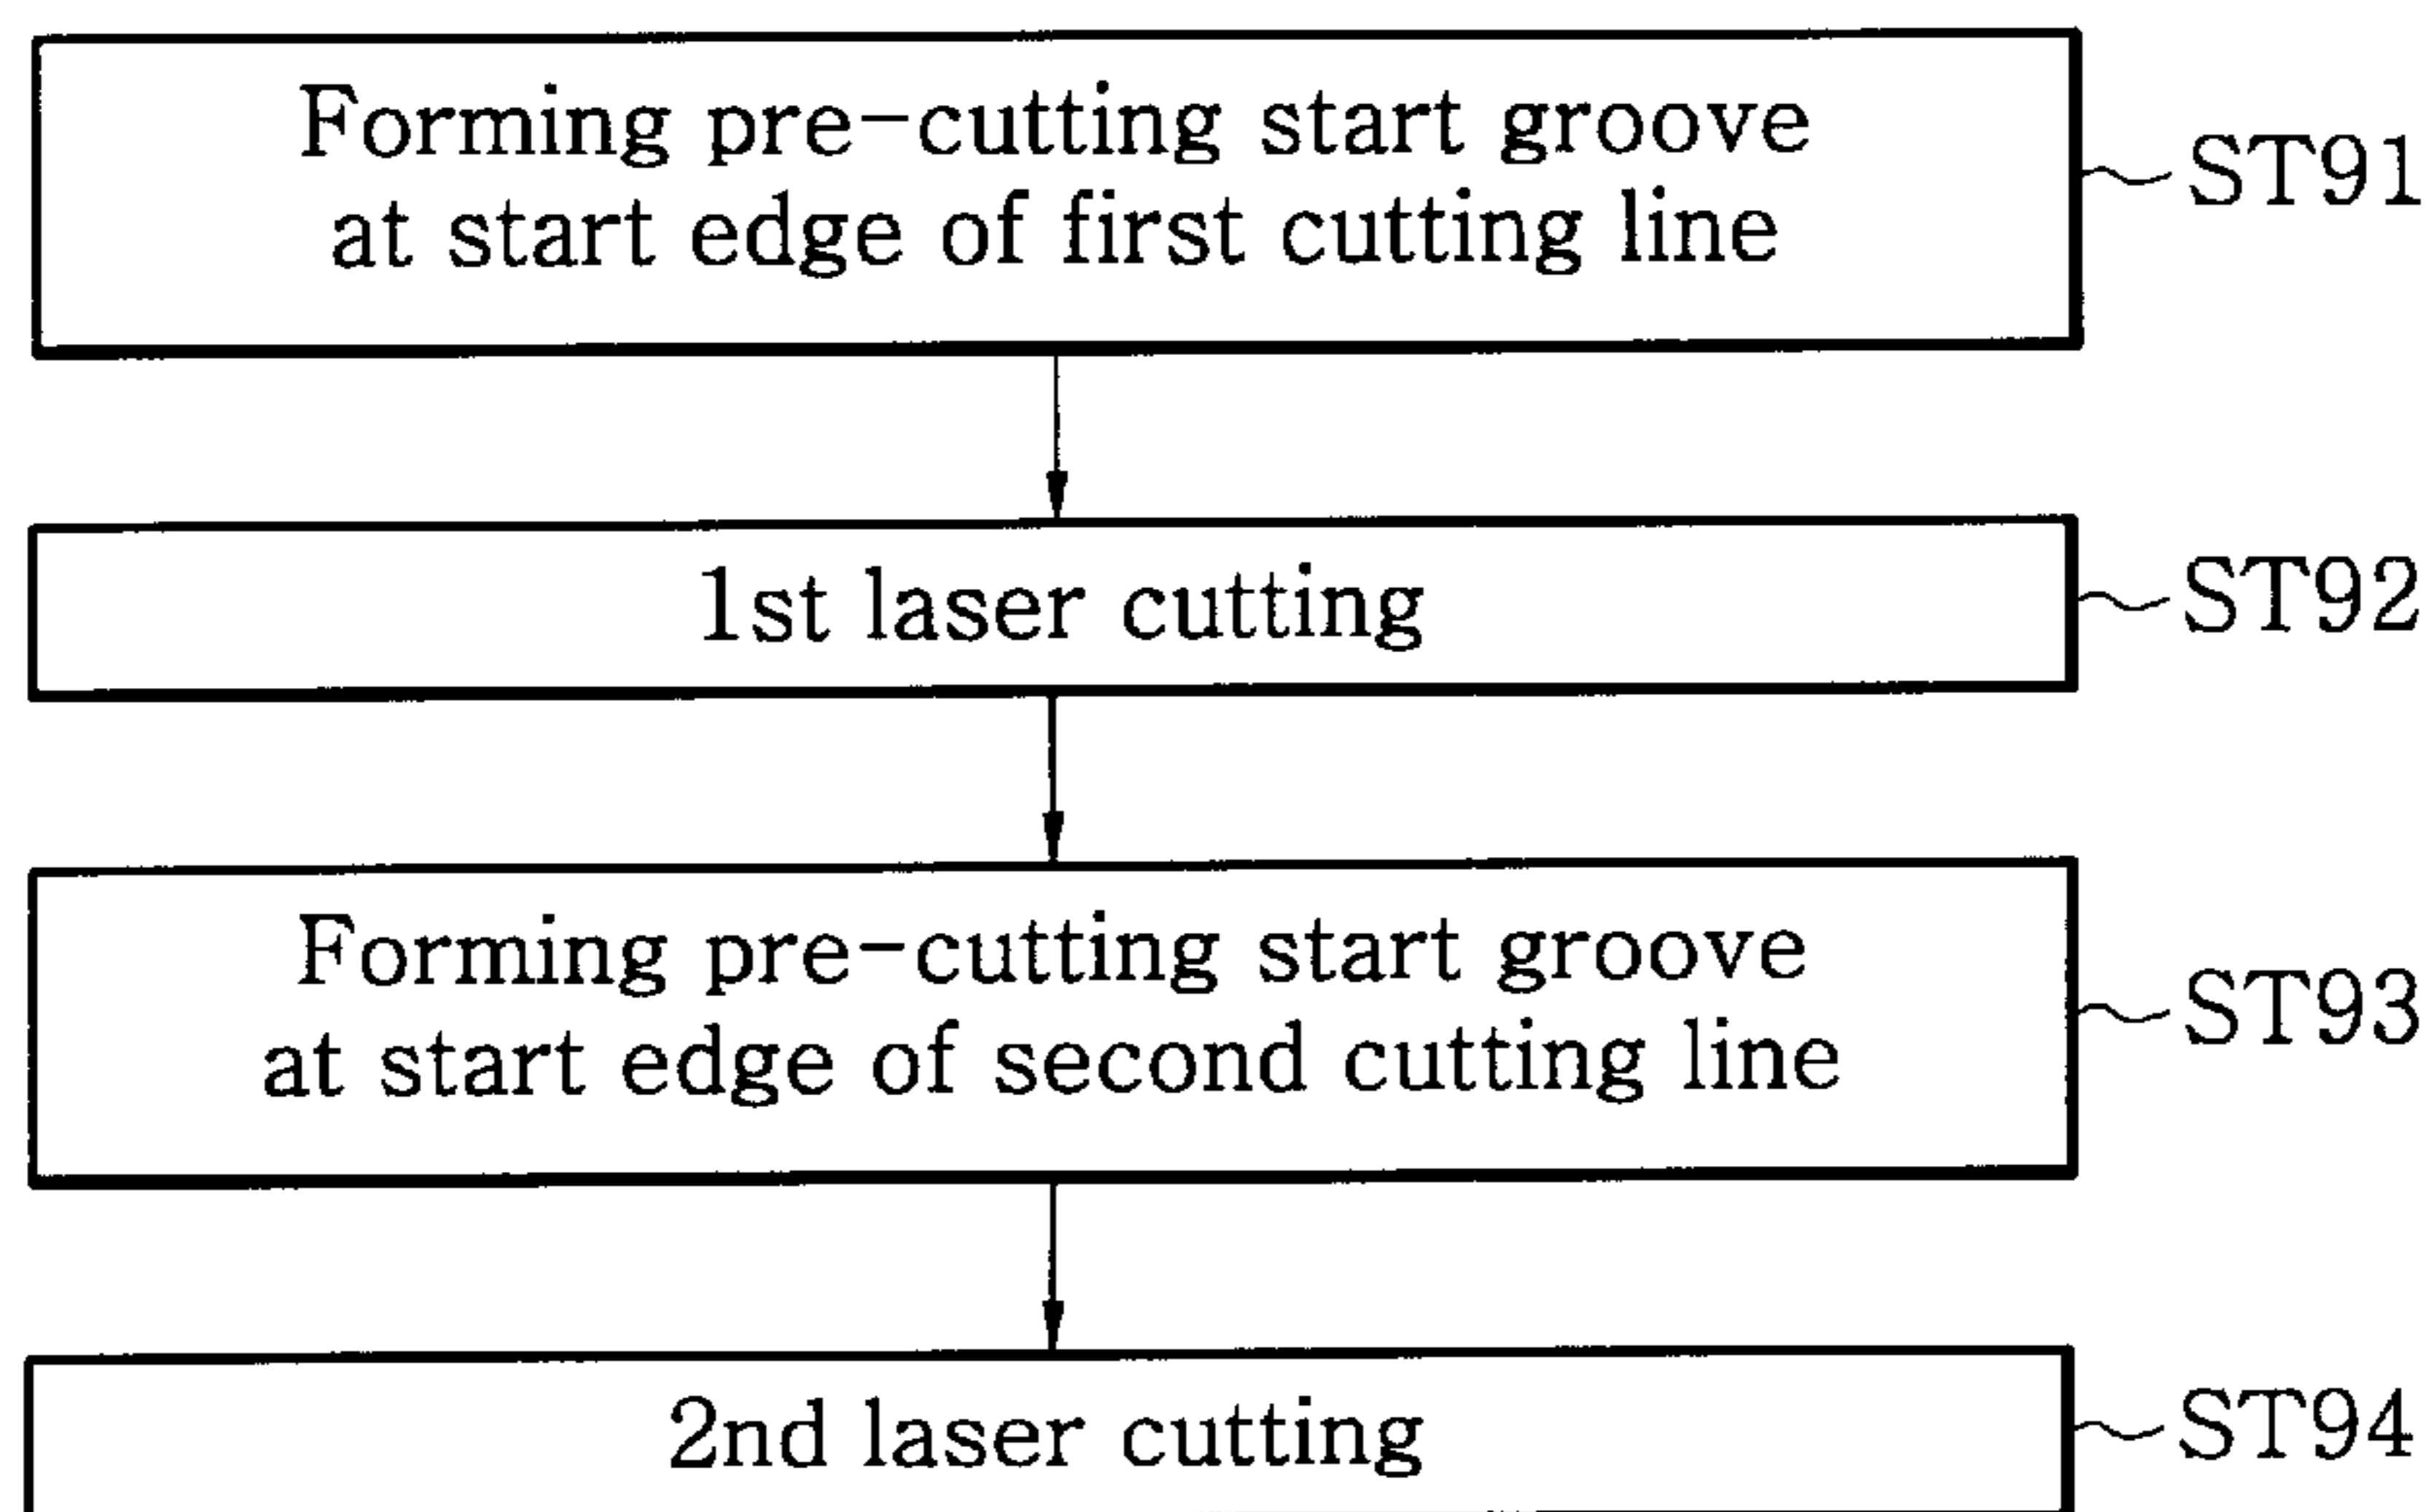 Forming pre-cutting start groove
at start edge of first cutting line
ST91
1st laser cutting
ST92
Forming pre-cutting start groove
at start edge of second cutting line
ST93
2nd laser cutting
ST94